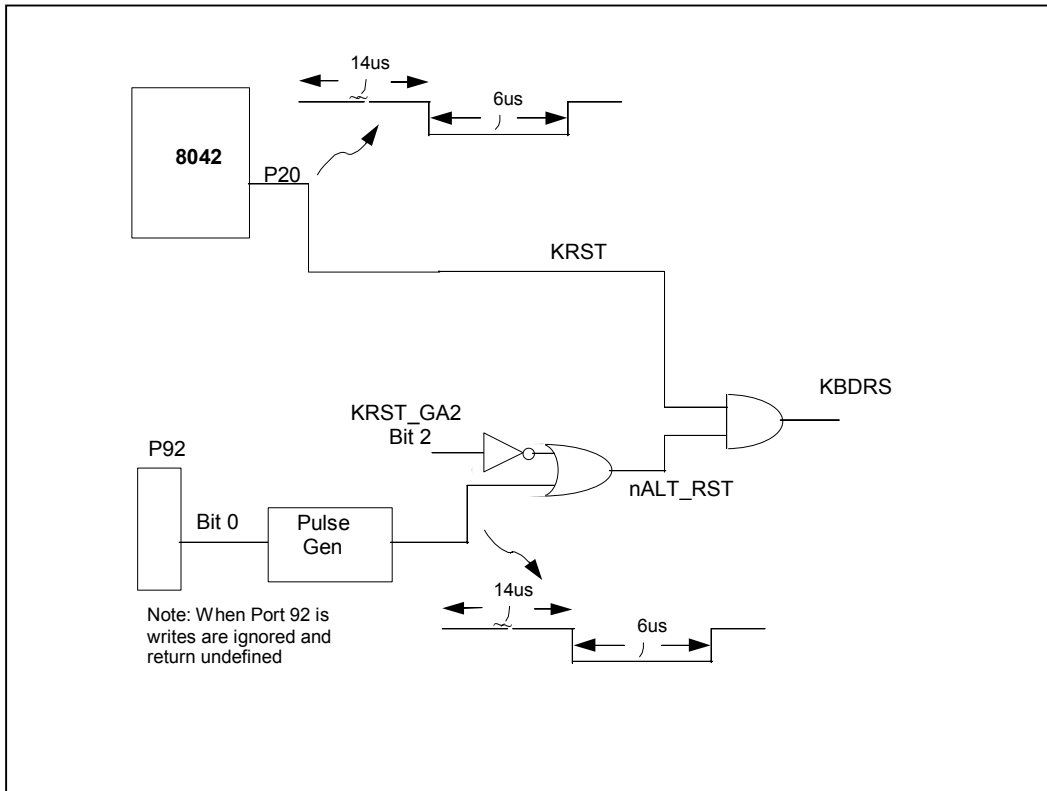 14us
6us
8042
P20
KRST
KBDRS
KRST_GA2
Bit 2
nALT_RST
P92
Bit 0
Pulse
Gen
14us
6us
Note: When Port 92 is
writes are ignored and
return undefined